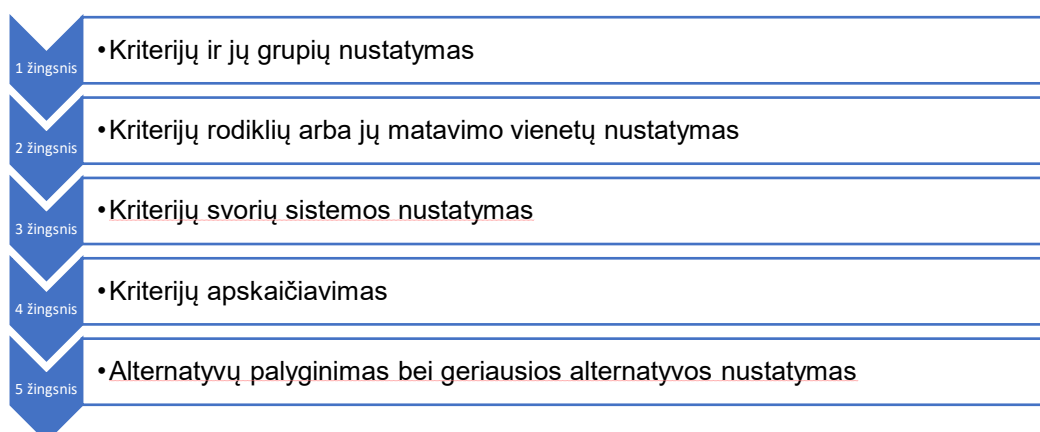 1 žingsnis
•Kriterijų ir jų grupių nustatymas
2 žingsnis
•Kriterijų rodiklių arba jų matavimo vienetų nustatymas
3 žingsnis
•Kriterijų svorių sistemos nustatymas
4 žingsnis
•Kriterijų apskaičiavimas
5 žingsnis
•Alternatyvų palyginimas bei geriausios alternatyvos nustatymas